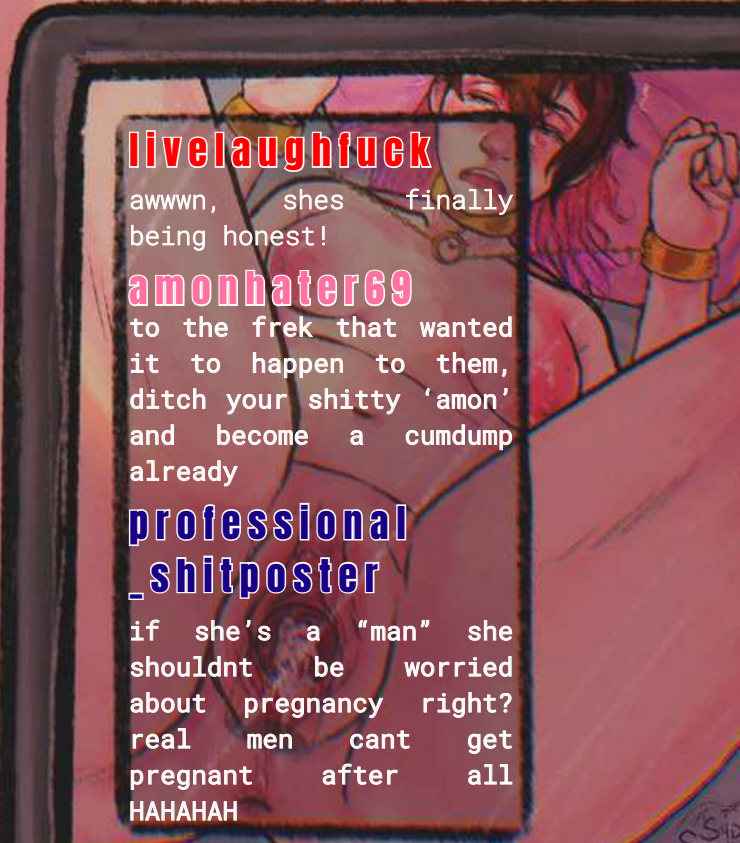 livelaughfuck
awwwn, shes finally
being honest!
amonhater69
to the frek that wanted
it to happen to them,
ditch your shitty ‘amon’
and become a cumdump
already
professional
_shitposter
if she’s a “man” she
shouldnt be worried
about pregnancy right?
real men cant get
pregnant after all
HAHAHAH